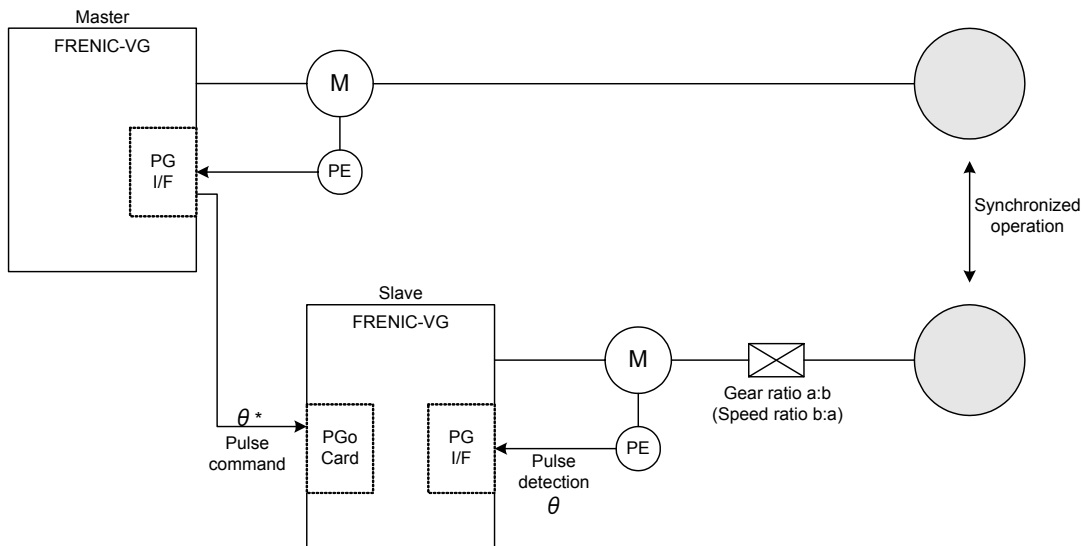 Master
FRENIC-VG
M
PG
I/F
PE
Synchronized
operation
Slave
FRENIC-VG
M
Gear ratio a:b
(Speed ratio b:a)
θ *
Pulse
command
PGo
Card
PG
I/F
PE
Pulse
detection
θ